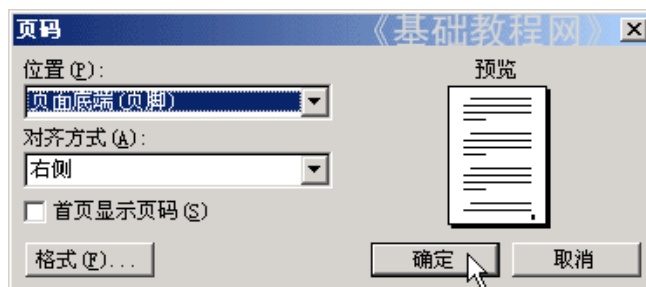 页码 《基础教程网》
位置(P):
预览
页面底端(页脚)
对齐方式(A):
右侧
首页显示页码(S)
格式(F)...
确定
取消